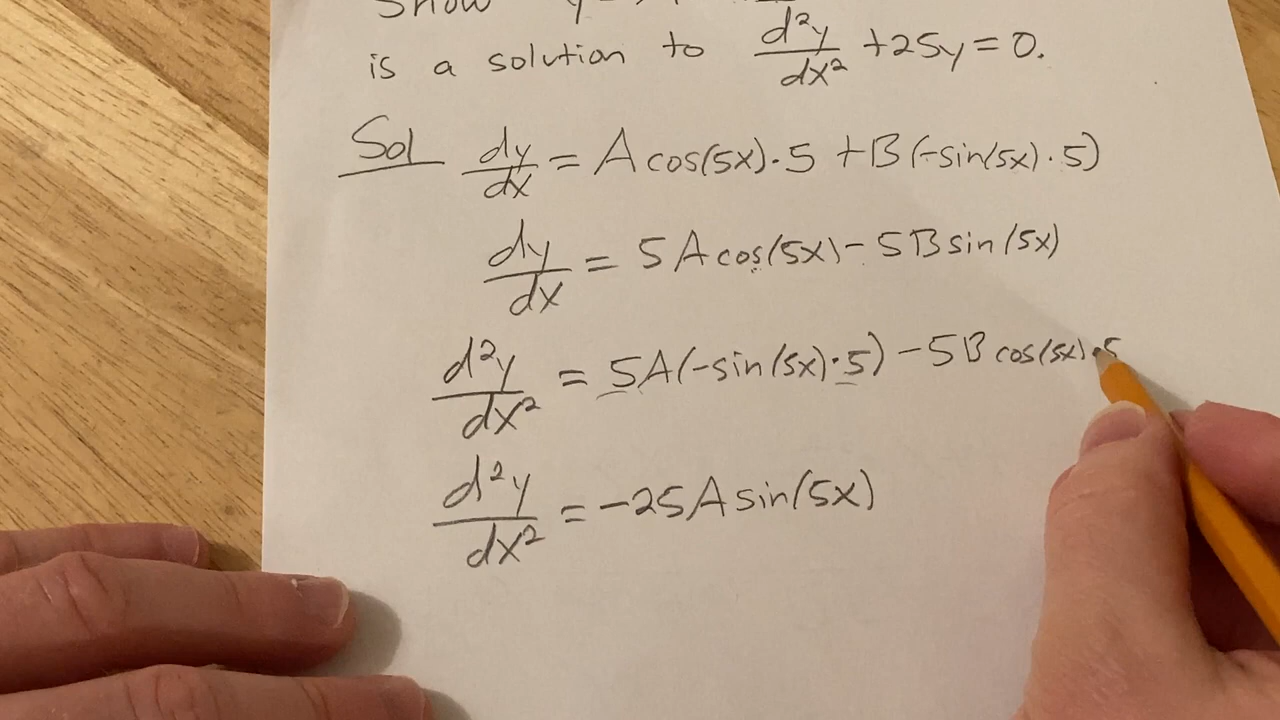 Show y =
is a solution to d²y/dx² + 25y = 0.
Sol dy/dx = A cos(5x) · 5 + B(-sin(5x) · 5)
dy/dx = 5A cos(5x) - 5B sin(5x)
d²y/dx² = 5A(-sin(5x) · 5) - 5B cos(5x) · 5
d²y/dx² = -25A sin(5x)